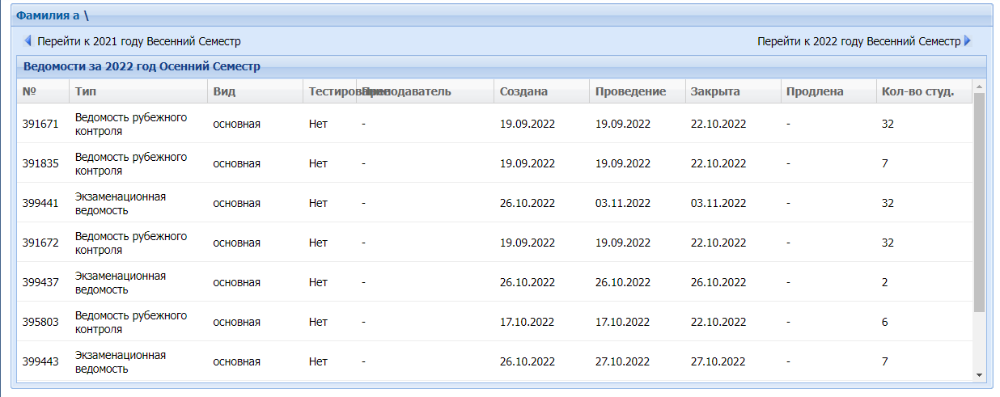 Фамилия а \
Перейти к 2021 году Весенний Семестр Перейти к 2022 году Весенний Семестр
Ведомости за 2022 год Осенний Семестр
№ Тип Вид Тестирование Преподаватель Создана Проведение Закрыта Продлена Кол-во студ.
391671 Ведомость рубежного контроля основная Нет - 19.09.2022 19.09.2022 22.10.2022 - 32
391835 Ведомость рубежного контроля основная Нет - 19.09.2022 19.09.2022 22.10.2022 - 7
399441 Экзаменационная ведомость основная Нет - 26.10.2022 03.11.2022 03.11.2022 - 32
391672 Ведомость рубежного контроля основная Нет - 19.09.2022 19.09.2022 22.10.2022 - 32
399437 Экзаменационная ведомость основная Нет - 26.10.2022 26.10.2022 26.10.2022 - 2
395803 Ведомость рубежного контроля основная Нет - 17.10.2022 17.10.2022 22.10.2022 - 6
399443 Экзаменационная ведомость основная Нет - 26.10.2022 27.10.2022 27.10.2022 - 7